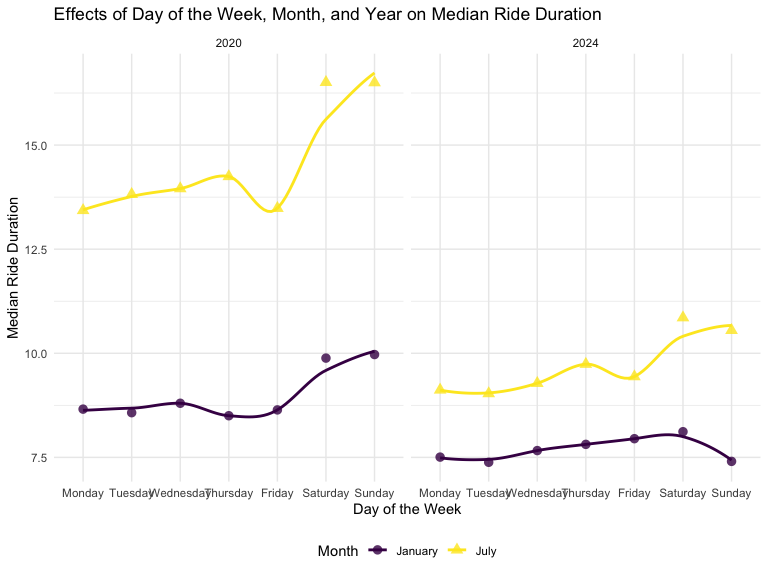 Effects of Day of the Week, Month, and Year on Median Ride Duration
2020 2024
Median Ride Duration
15.0
12.5
10.0
7.5
Monday Tuesday Wednesday Thursday Friday Saturday Sunday Monday Tuesday Wednesday Thursday Friday Saturday Sunday
Day of the Week
Month January July